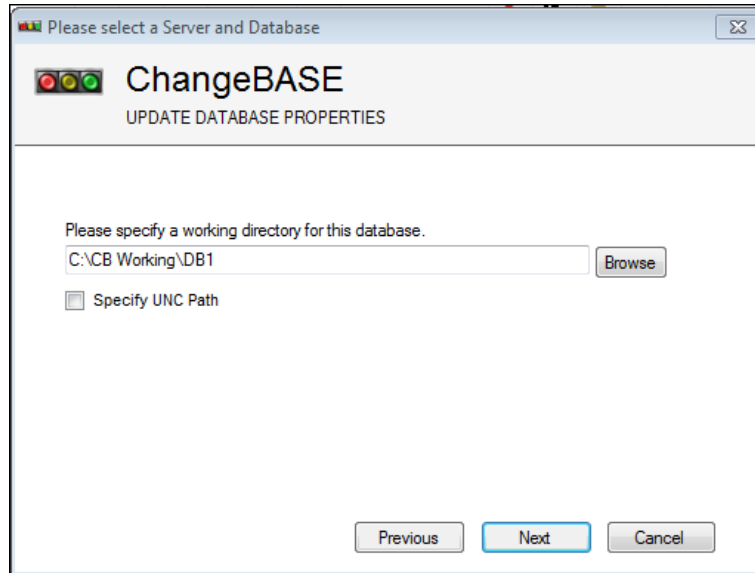 Please select a Server and Database
ChangeBASE
UPDATE DATABASE PROPERTIES
Please specify a working directory for this database.
C:\CB Working\DB1
Browse
Specify UNC Path
Previous
Next
Cancel